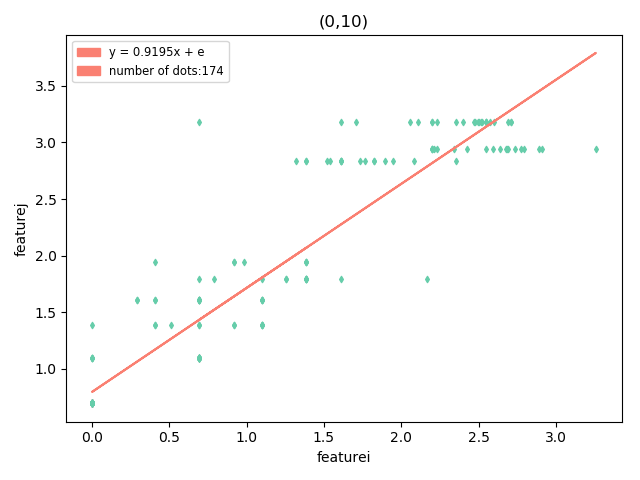 (0,10)
y = 0.9195x + e
number of dots:174
3.5
3.0
2.5
2.0
1.5
1.0
featurej
0.0 0.5 1.0 1.5 2.0 2.5 3.0
featurei